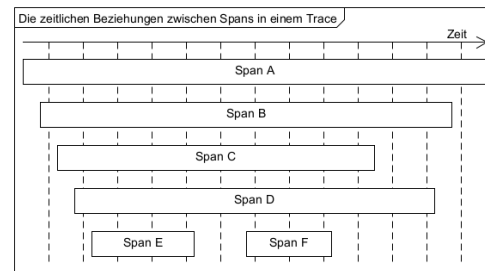 Die zeitlichen Beziehungen zwischen Spans in einem Trace
Zeit
Span A
Span B
Span C
Span D
Span E Span F